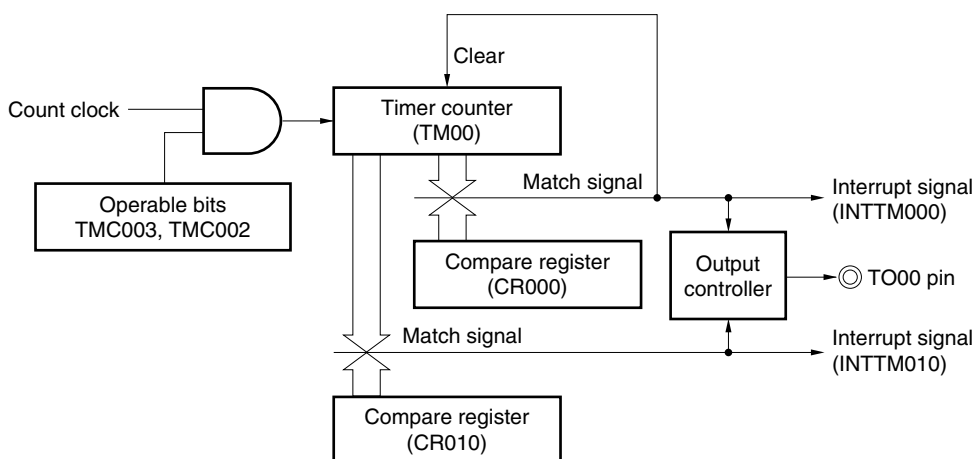 Clear
Count clock
Timer counter
(TM00)
Operable bits
TMC003, TMC002
Match signal
Interrupt signal
(INTTM000)
Compare register
(CR000)
Output
controller
TO00 pin
Match signal
Interrupt signal
(INTTM010)
Compare register
(CR010)